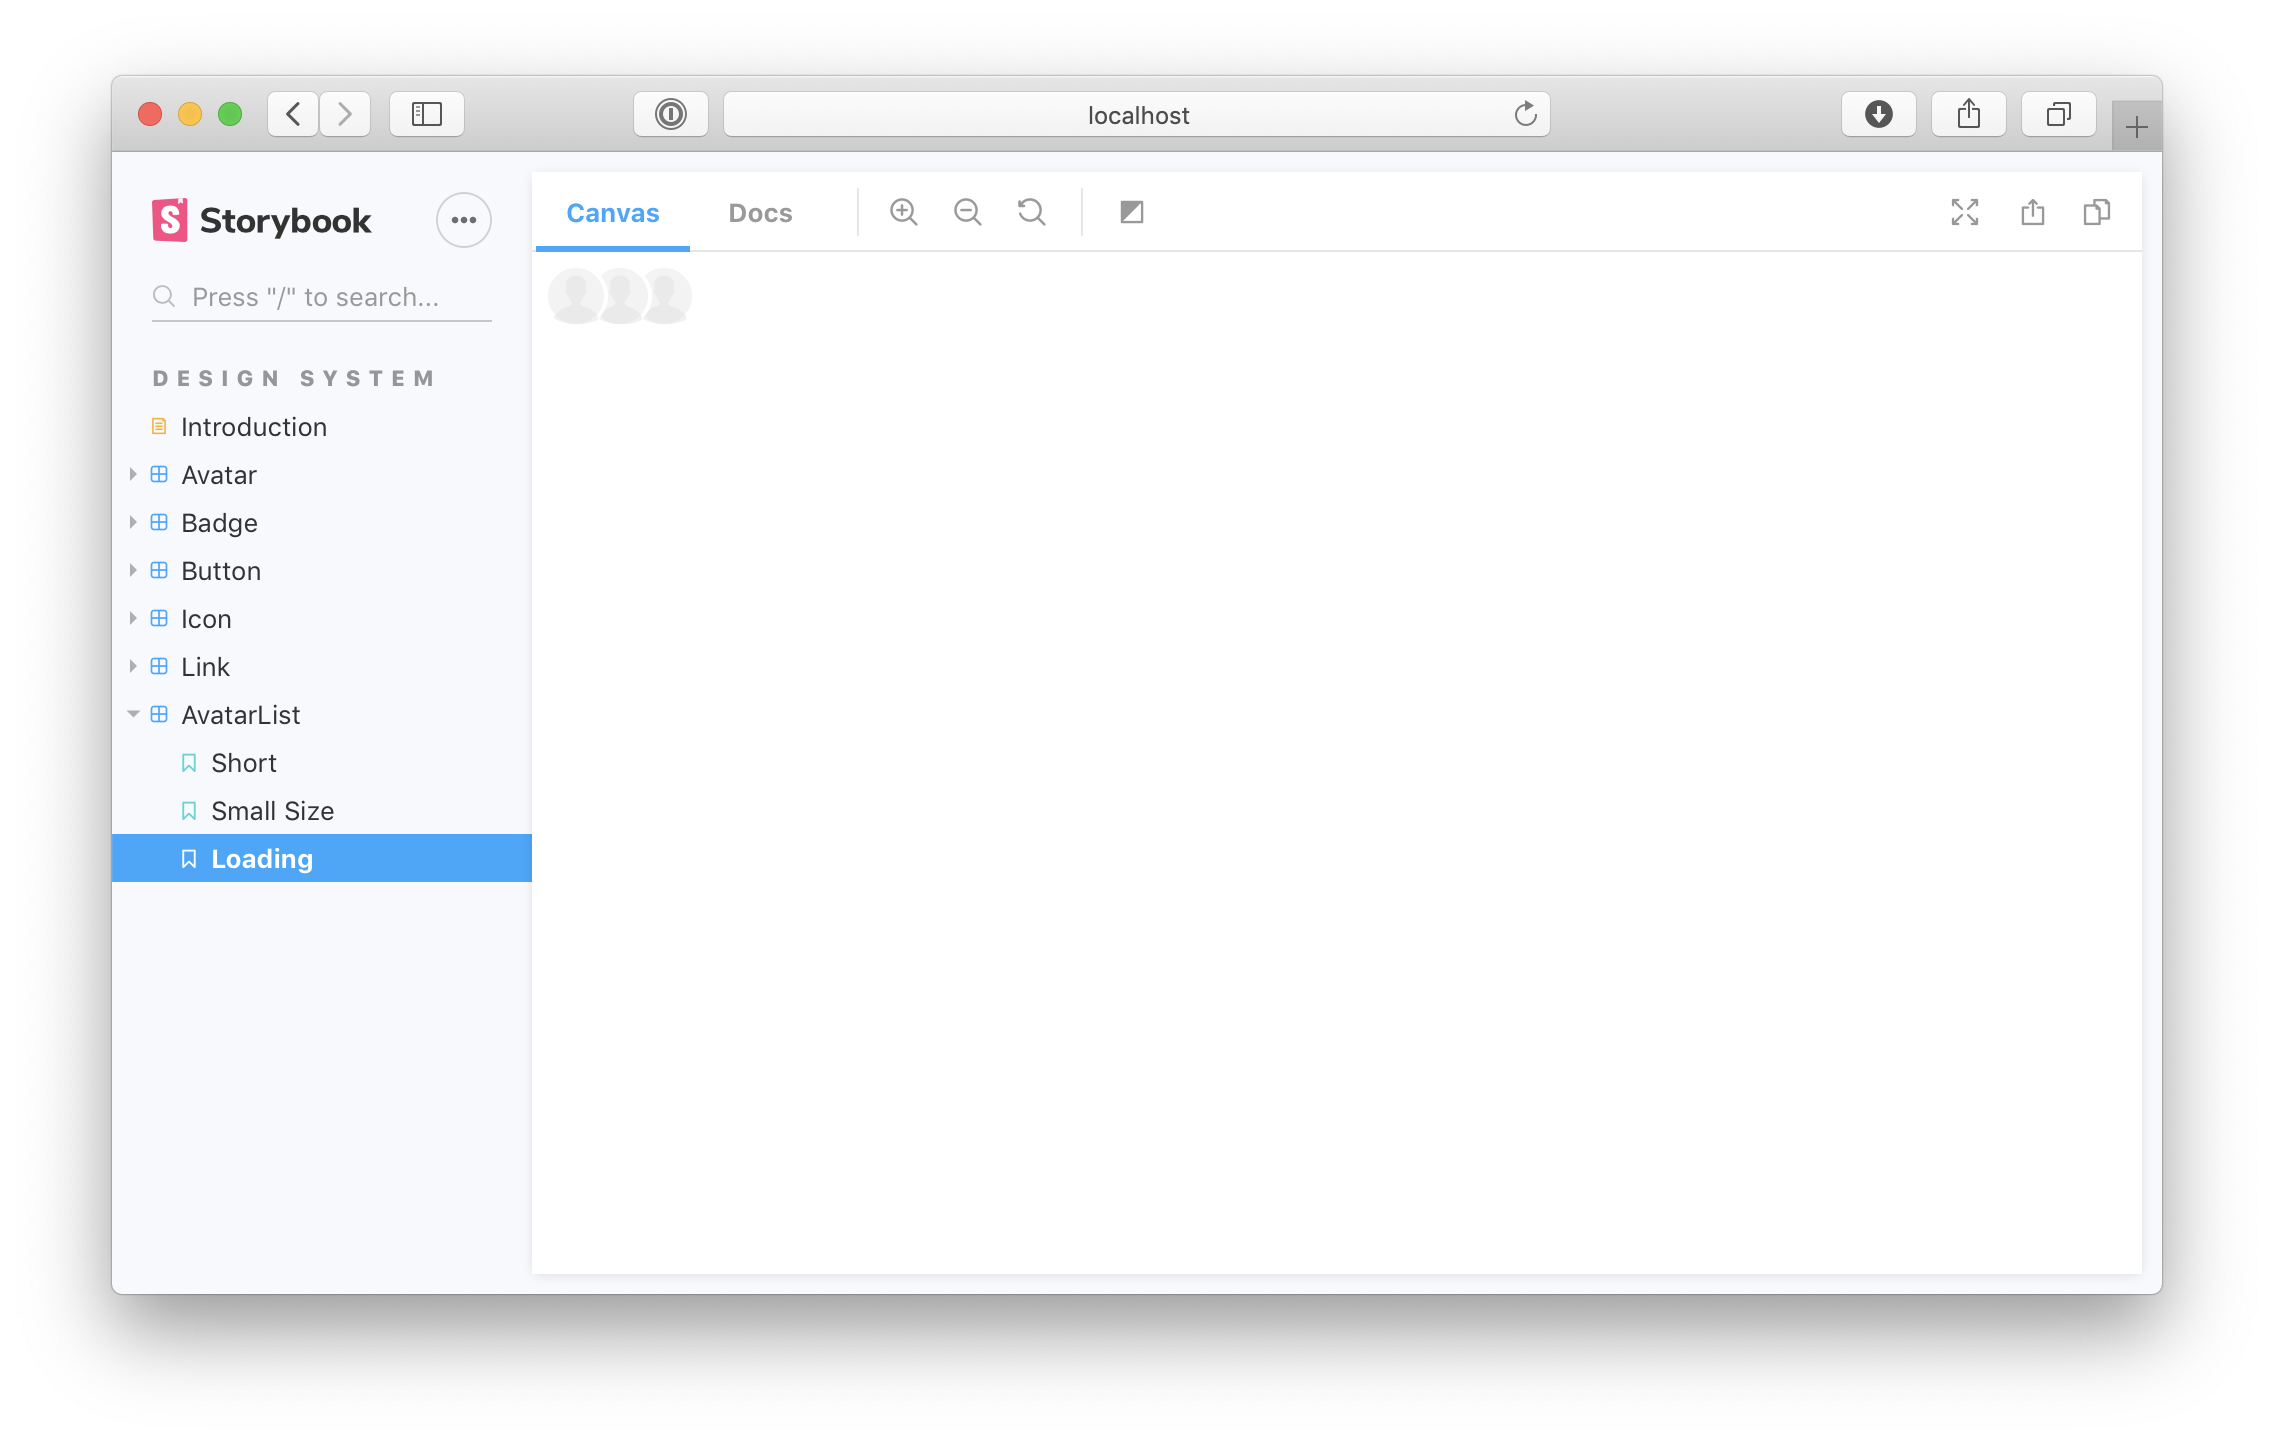 localhost
Storybook
Canvas Docs
Press "/" to search...
DESIGN SYSTEM
Introduction
Avatar
Badge
Button
Icon
Link
AvatarList
Short
Small Size
Loading